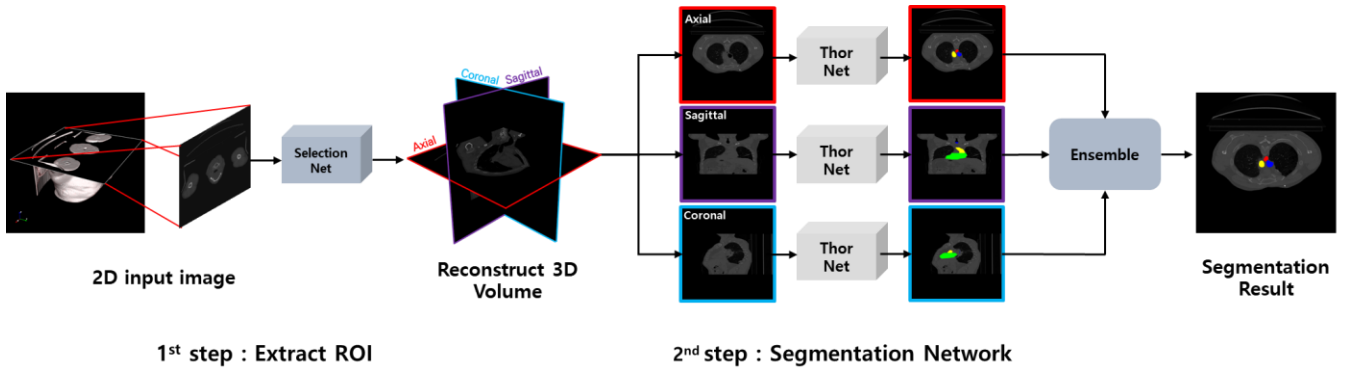 2D input image
Selection
Net
Axial
Coronal
Sagittal
Reconstruct 3D
Volume
Axial
Thor
Net
Sagittal
Thor
Net
Coronal
Thor
Net
Ensemble
Segmentation
Result
1st step : Extract ROI
2nd step : Segmentation Network